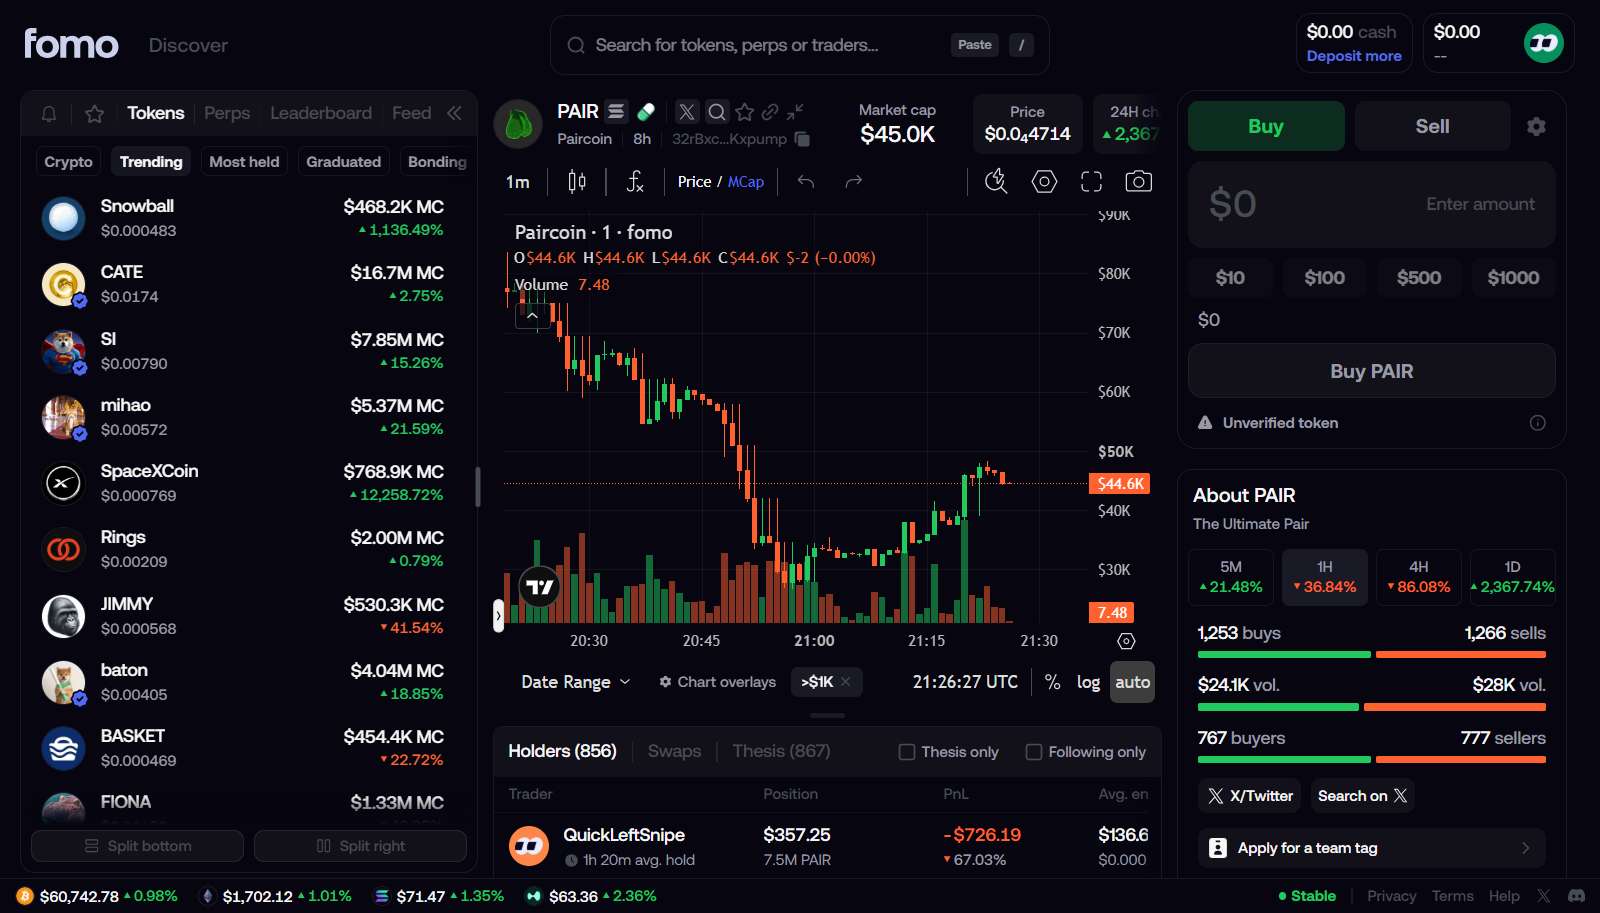 fomo
Discover
Search for tokens, perps or traders...
Paste
/
$0.00 cash
Deposit more
$0.00
--
Tokens
Perps
Leaderboard
Feed
Crypto
Trending
Most held
Graduated
Bonding
Snowball
$468.2K MC
$0.000483
1,136.49%
CATE
$16.7M MC
$0.0174
2.75%
SI
$7.85M MC
$0.00790
15.26%
mihao
$5.37M MC
$0.00572
21.59%
SpaceXCoin
$768.9K MC
$0.000769
12,258.72%
Rings
$2.00M MC
$0.00209
0.79%
JIMMY
$530.3K MC
$0.000568
41.54%
baton
$4.04M MC
$0.00405
18.85%
BASKET
$454.4K MC
$0.000469
22.72%
FIONA
$1.33M MC
Split bottom
Split right
PAIR
Paircoin
8h
32rBxc...Kxpump
Market cap
$45.0K
Price
$0.0₄4714
24H ch
2,367
1m
Price / MCap
Paircoin · 1 · fomo
O$44.6K H$44.6K L$44.6K C$44.6K $-2 (−0.00%)
Volume 7.48
$90K
$80K
$70K
$60K
$50K
$44.6K
$40K
$30K
7.48
20:30
20:45
21:00
21:15
21:30
Date Range
Chart overlays
>$1K
21:26:27 UTC
%
log
auto
Holders (856)
Swaps
Thesis (867)
Thesis only
Following only
Trader
Position
PnL
Avg. en
QuickLeftSnipe
$357.25
-$726.19
$136.6
1h 20m avg. hold
7.5M PAIR
67.03%
$0.000
Buy
Sell
$0
Enter amount
$10
$100
$500
$1000
$0
Buy PAIR
Unverified token
About PAIR
The Ultimate Pair
5M
21.48%
1H
36.84%
4H
86.08%
1D
2,367.74%
1,253 buys
1,266 sells
$24.1K vol.
$28K vol.
767 buyers
777 sellers
X/Twitter
Search on X
Apply for a team tag
$60,742.78 0.98%
$1,702.12 1.01%
$71.47 1.35%
$63.36 2.36%
Stable
Privacy
Terms
Help